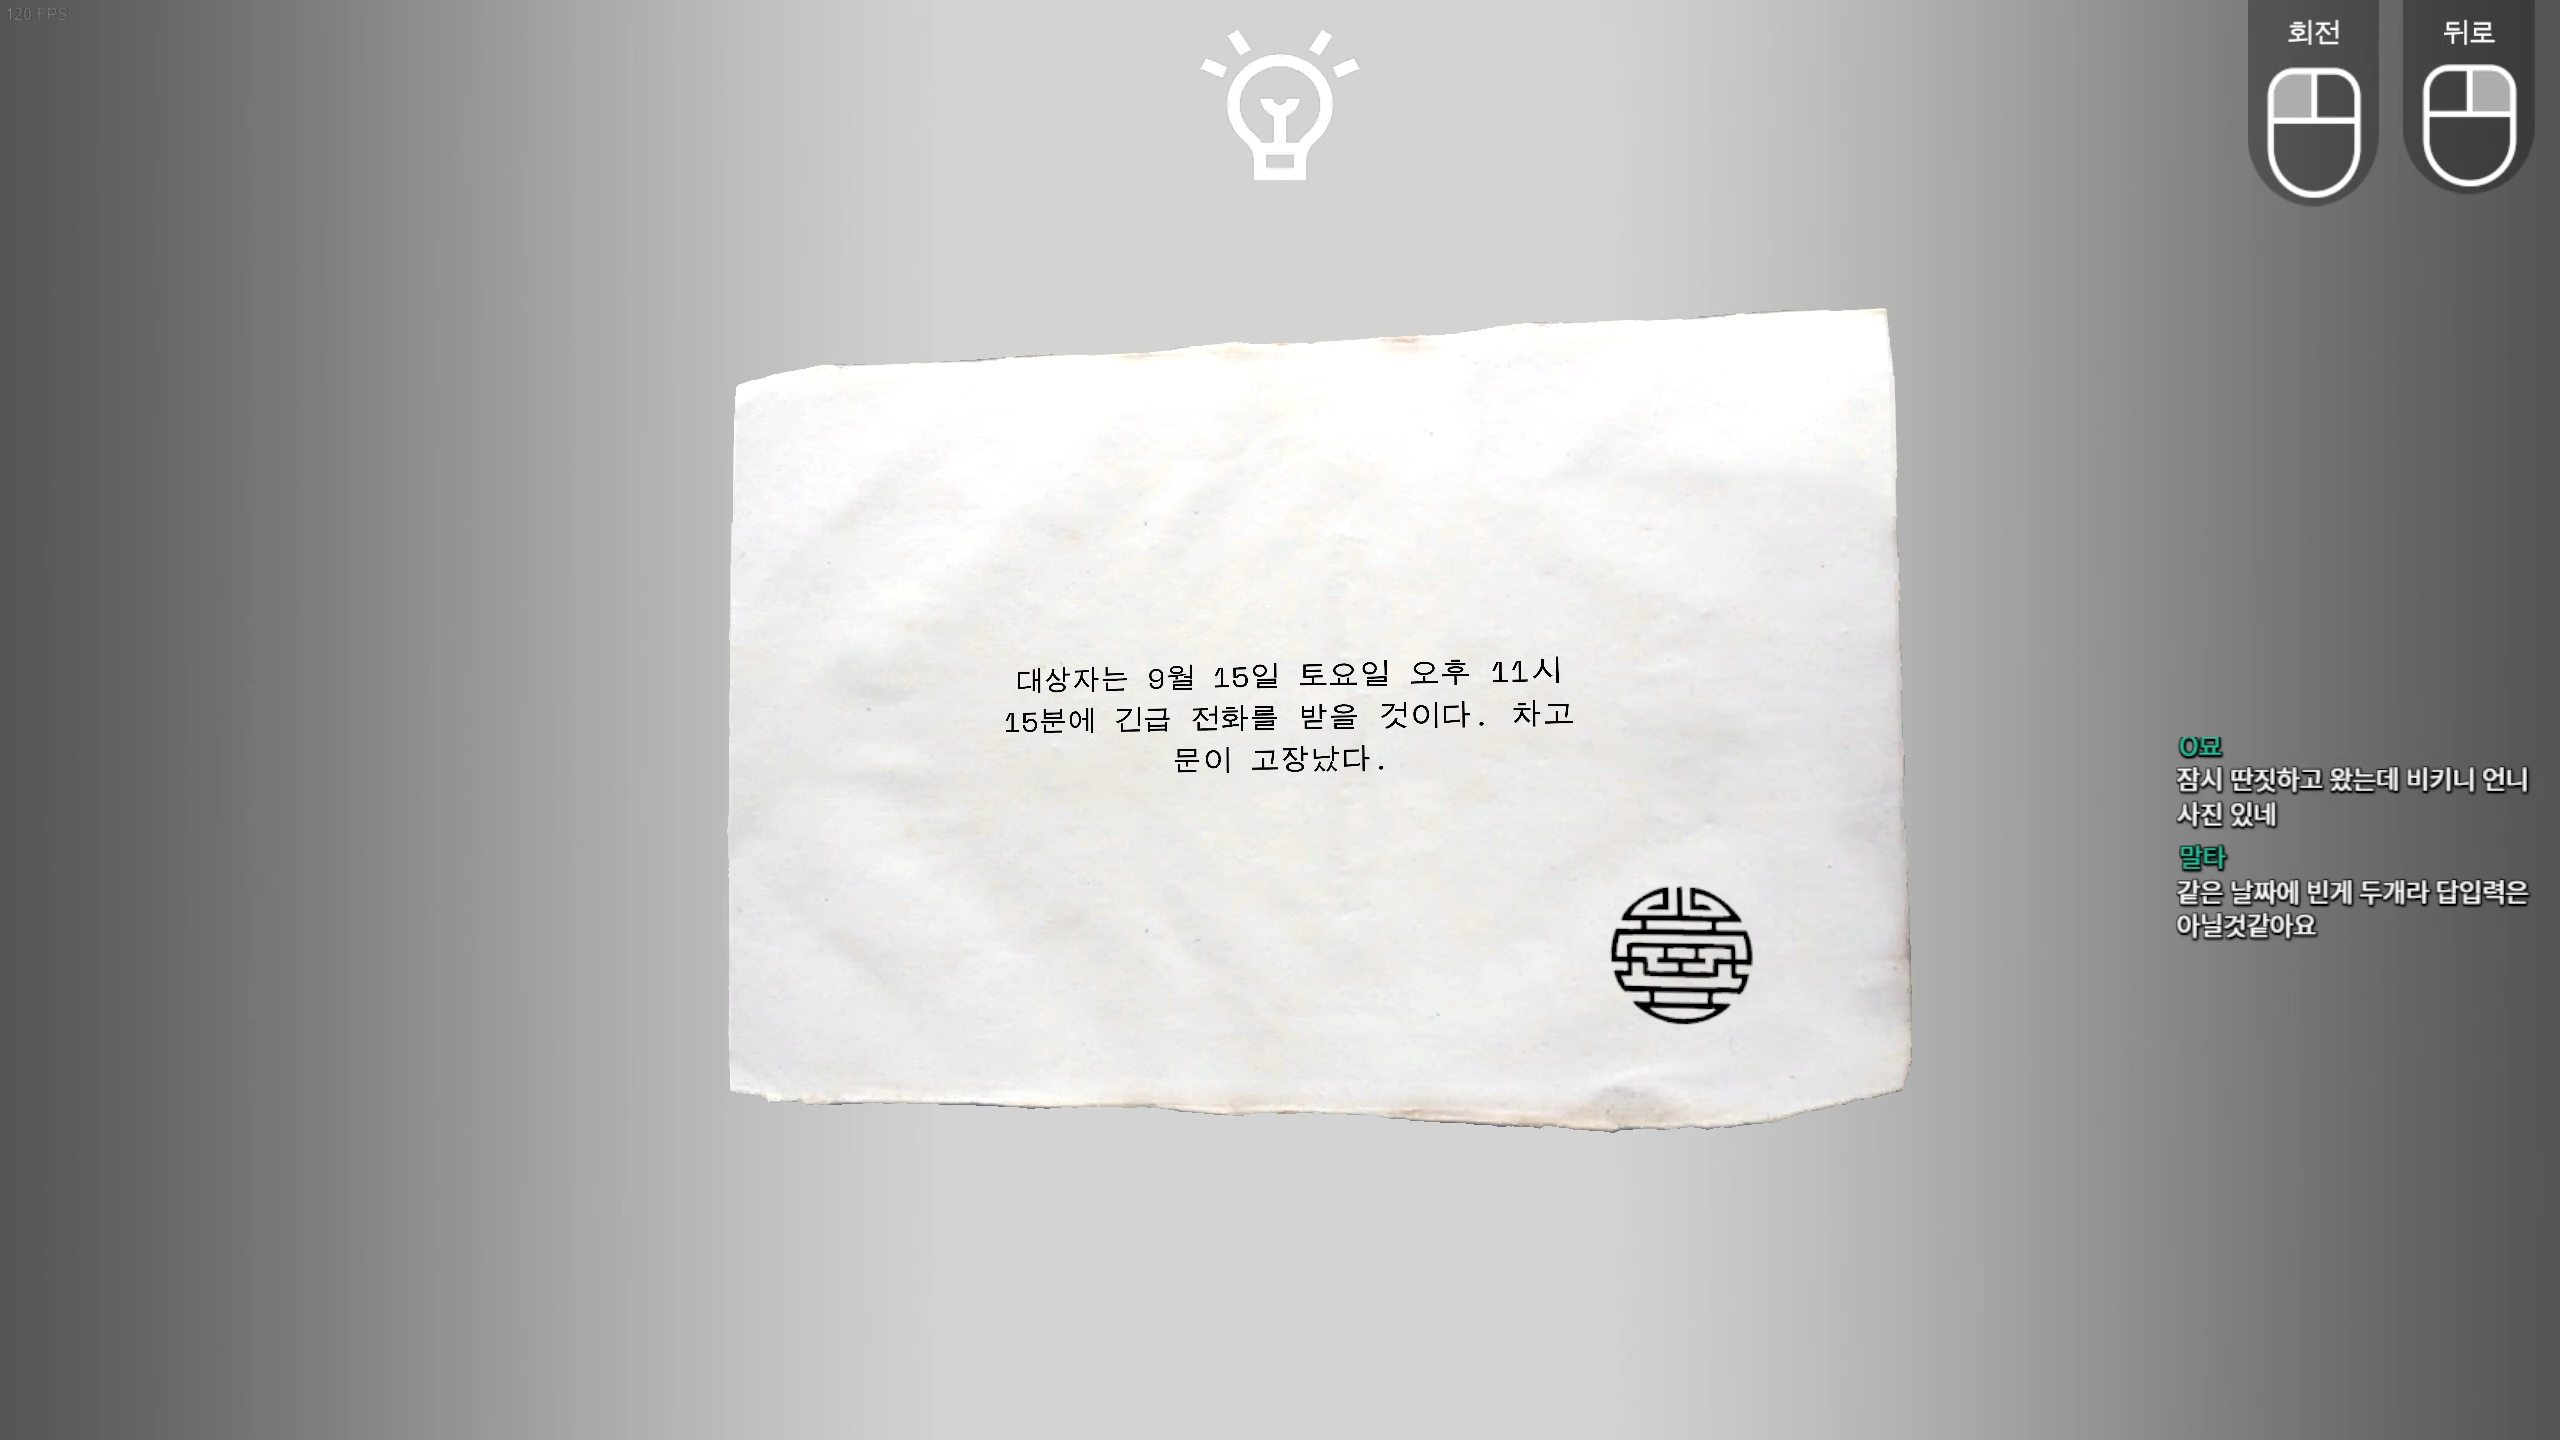 120 FPS
회전
뒤로
대상자는 9월 15일 토요일 오후 11시
15분에 긴급 전화를 받을 것이다. 차고
문이 고장났다.
O묘
잠시 딴짓하고 왔는데 비키니 언니
사진 있네
말타
같은 날짜에 빈게 두개라 답입력은
아닐것같아요